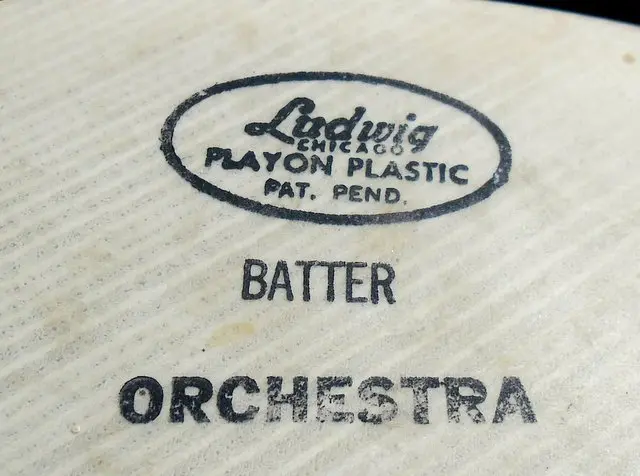 Ludwig
CHICAGO
PLAYON PLASTIC
PAT. PEND.
BATTER
ORCHESTRA